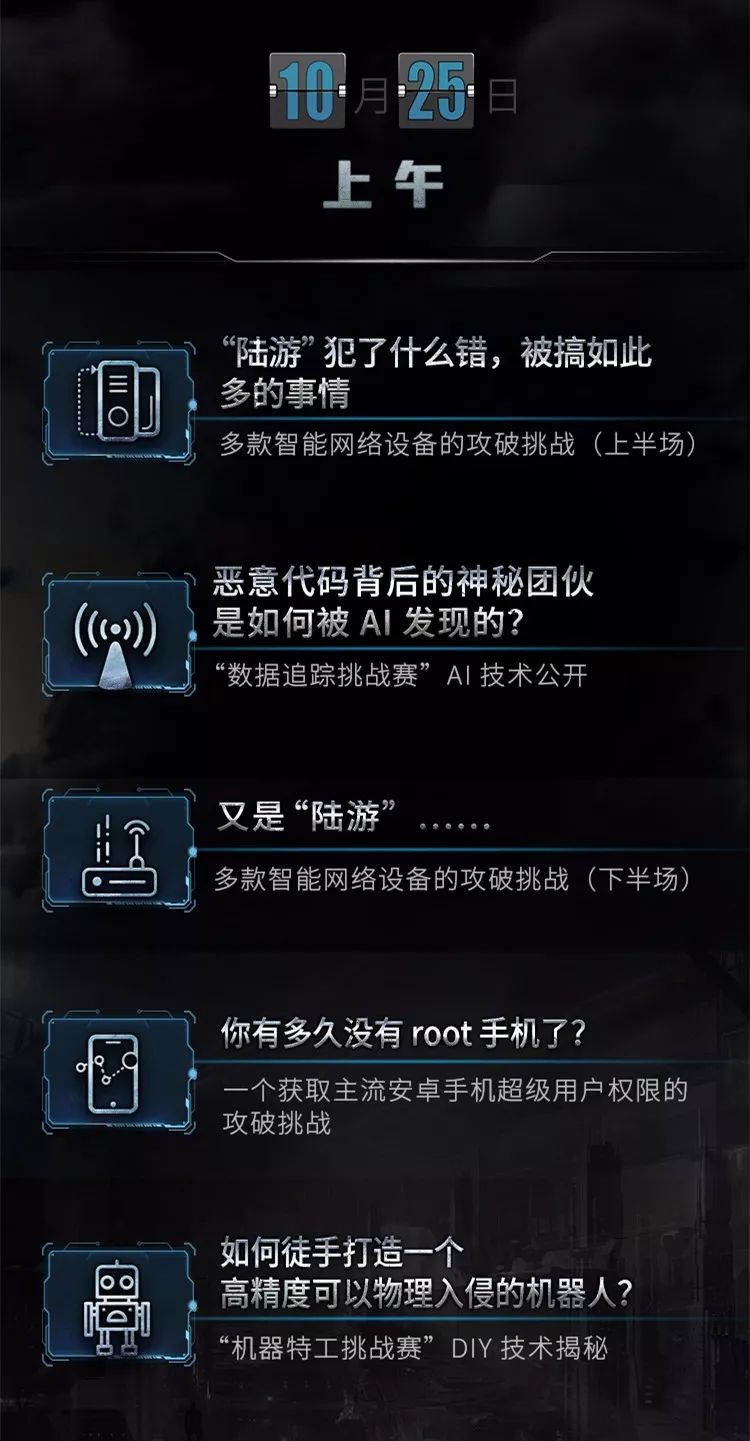 10月25日
上午
“陆游”犯了什么错，被搞如此
多的事情
多款智能网络设备的攻破挑战（上半场）
恶意代码背后的神秘团伙
是如何被 AI 发现的？
“数据追踪挑战赛” AI 技术公开
又是“陆游” ……
多款智能网络设备的攻破挑战（下半场）
你有多久没有 root 手机了？
一个获取主流安卓手机超级用户权限的
攻破挑战
如何徒手打造一个
高精度可以物理入侵的机器人？
“机器特工挑战赛” DIY 技术揭秘